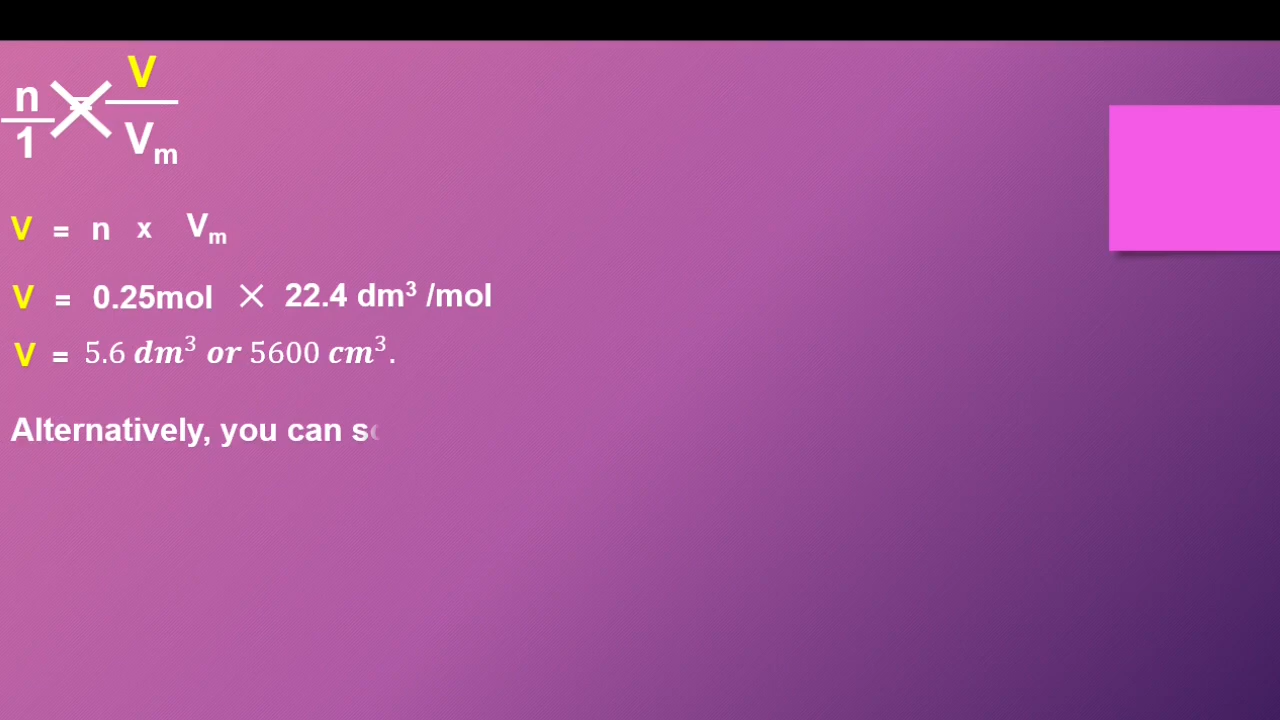 n/1 = V/Vₘ
V = n x Vₘ
V = 0.25mol × 22.4 dm³ /mol
V = 5.6 dm³ or 5600 cm³.
Alternatively, you can